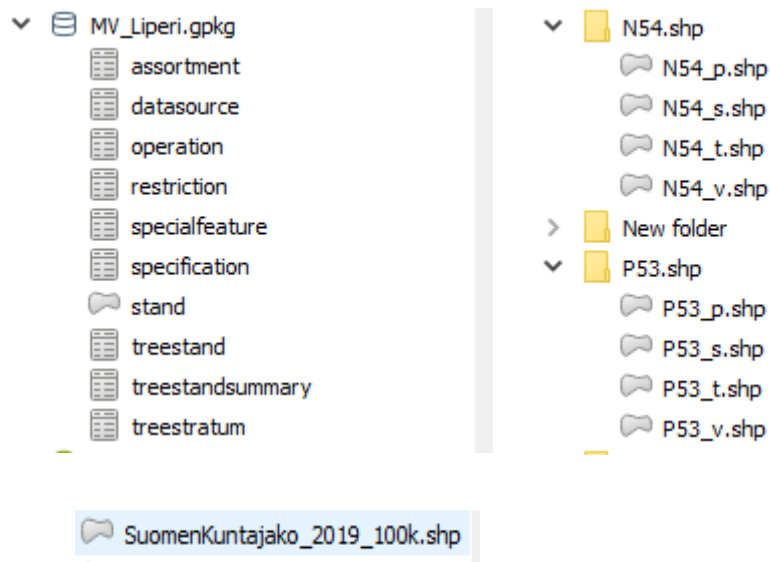 MV_Liperi.gpkg
assortment
datasource
operation
restriction
specialfeature
specification
stand
treestand
treestandsummary
treestratum
N54.shp
N54_p.shp
N54_s.shp
N54_t.shp
N54_v.shp
New folder
P53.shp
P53_p.shp
P53_s.shp
P53_t.shp
P53_v.shp
SuomenKuntajako_2019_100k.shp